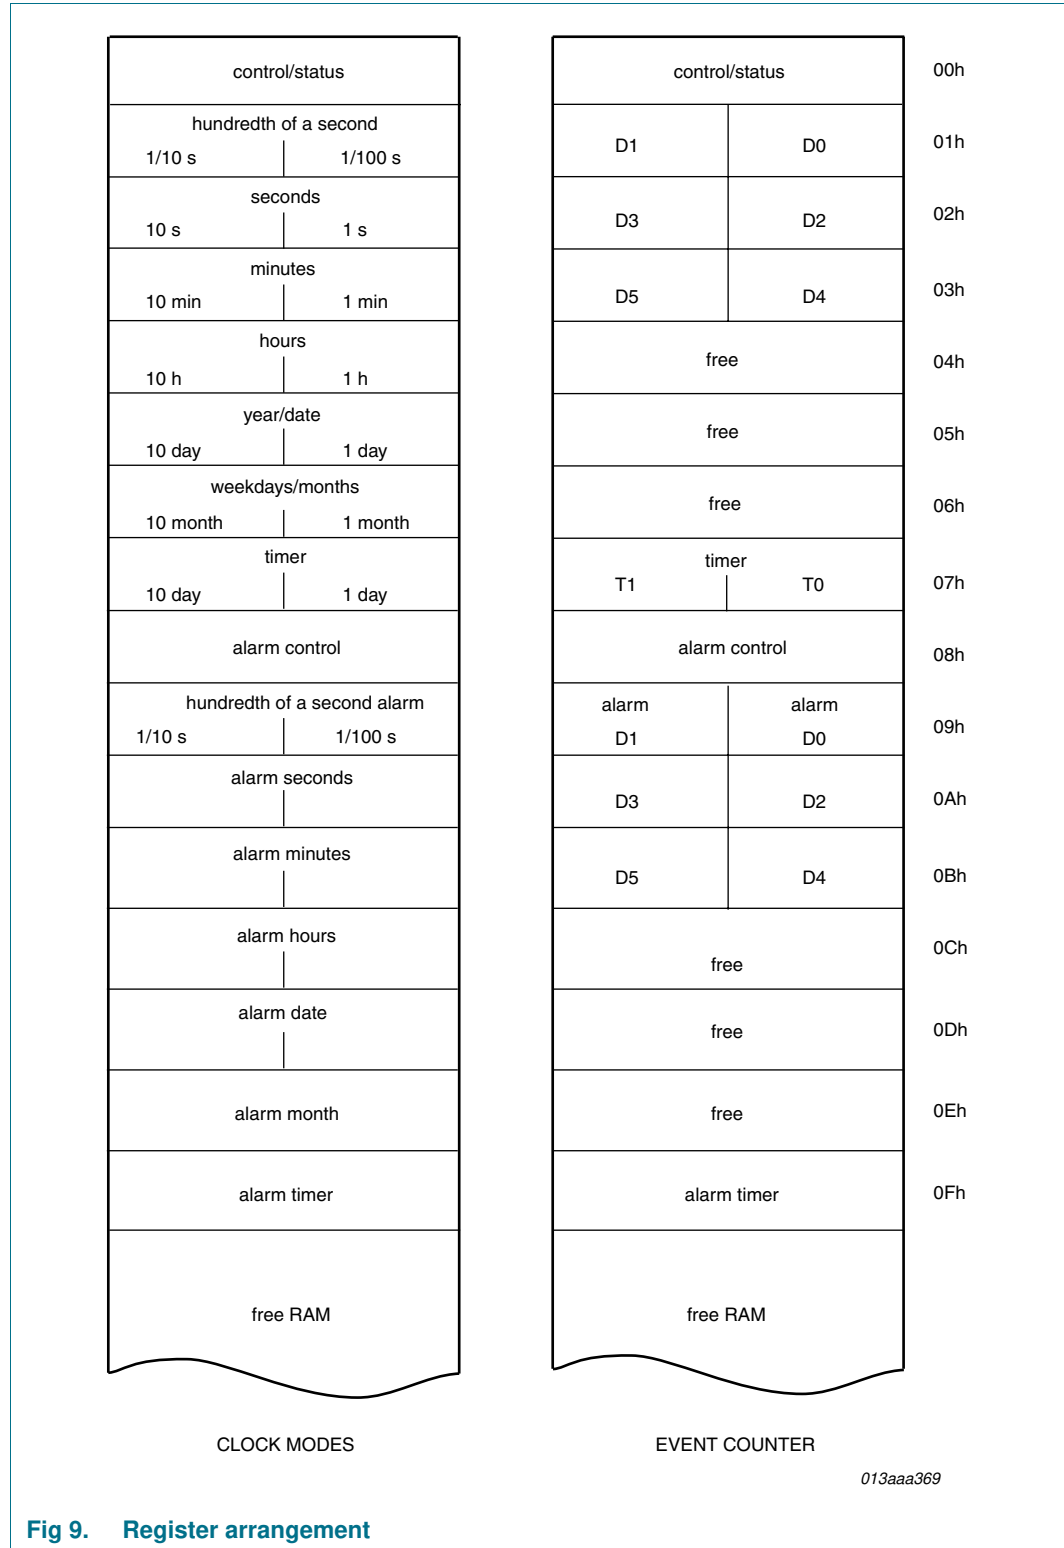 control/status control/status 00h
hundredth of a second
1/10 s 1/100 s D1 D0 01h
seconds
10 s 1 s D3 D2 02h
minutes
10 min 1 min D5 D4 03h
hours
10 h 1 h free 04h
year/date
10 day 1 day free 05h
weekdays/months
10 month 1 month free 06h
timer timer
10 day 1 day T1 T0 07h
alarm control alarm control 08h
hundredth of a second alarm alarm alarm
1/10 s 1/100 s D1 D0 09h
alarm seconds D3 D2 0Ah
alarm minutes D5 D4 0Bh
alarm hours free 0Ch
alarm date free 0Dh
alarm month free 0Eh
alarm timer alarm timer 0Fh
free RAM free RAM
CLOCK MODES EVENT COUNTER
013aaa369
Fig 9. Register arrangement